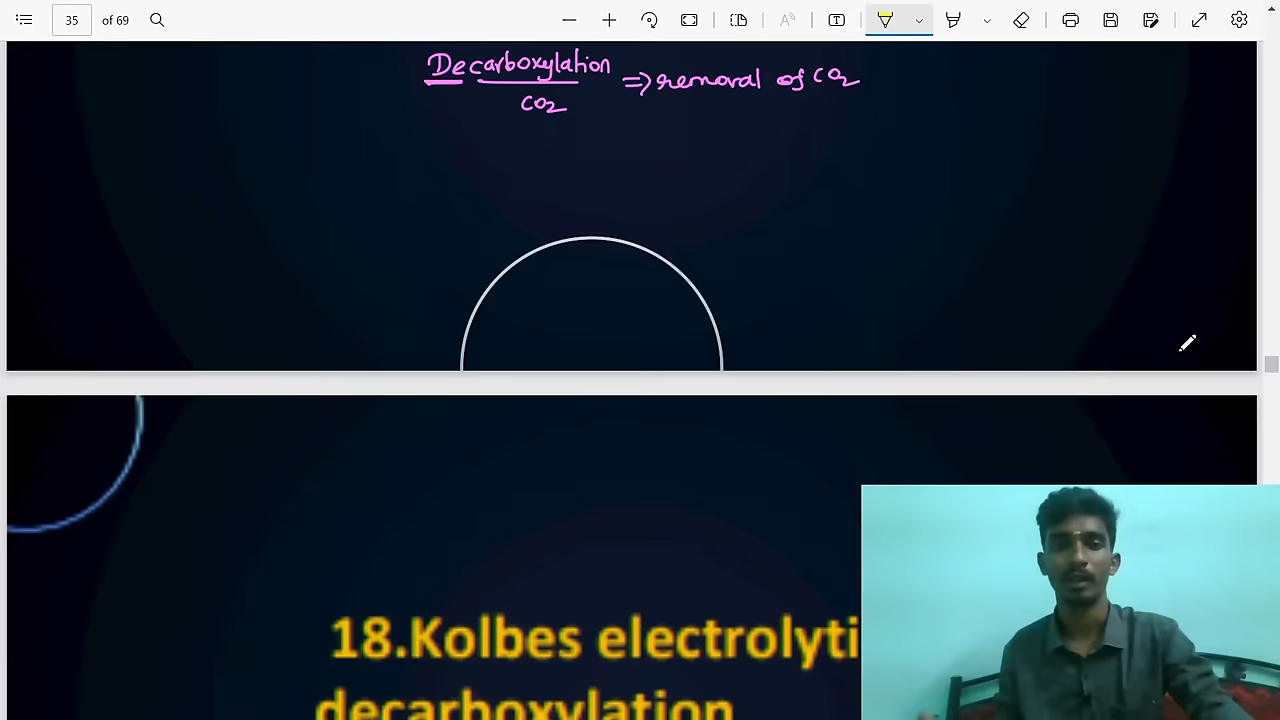 35 of 69
Decarboxylation => removal of CO2
CO2
18.Kolbes electrolyti
decarboxylation